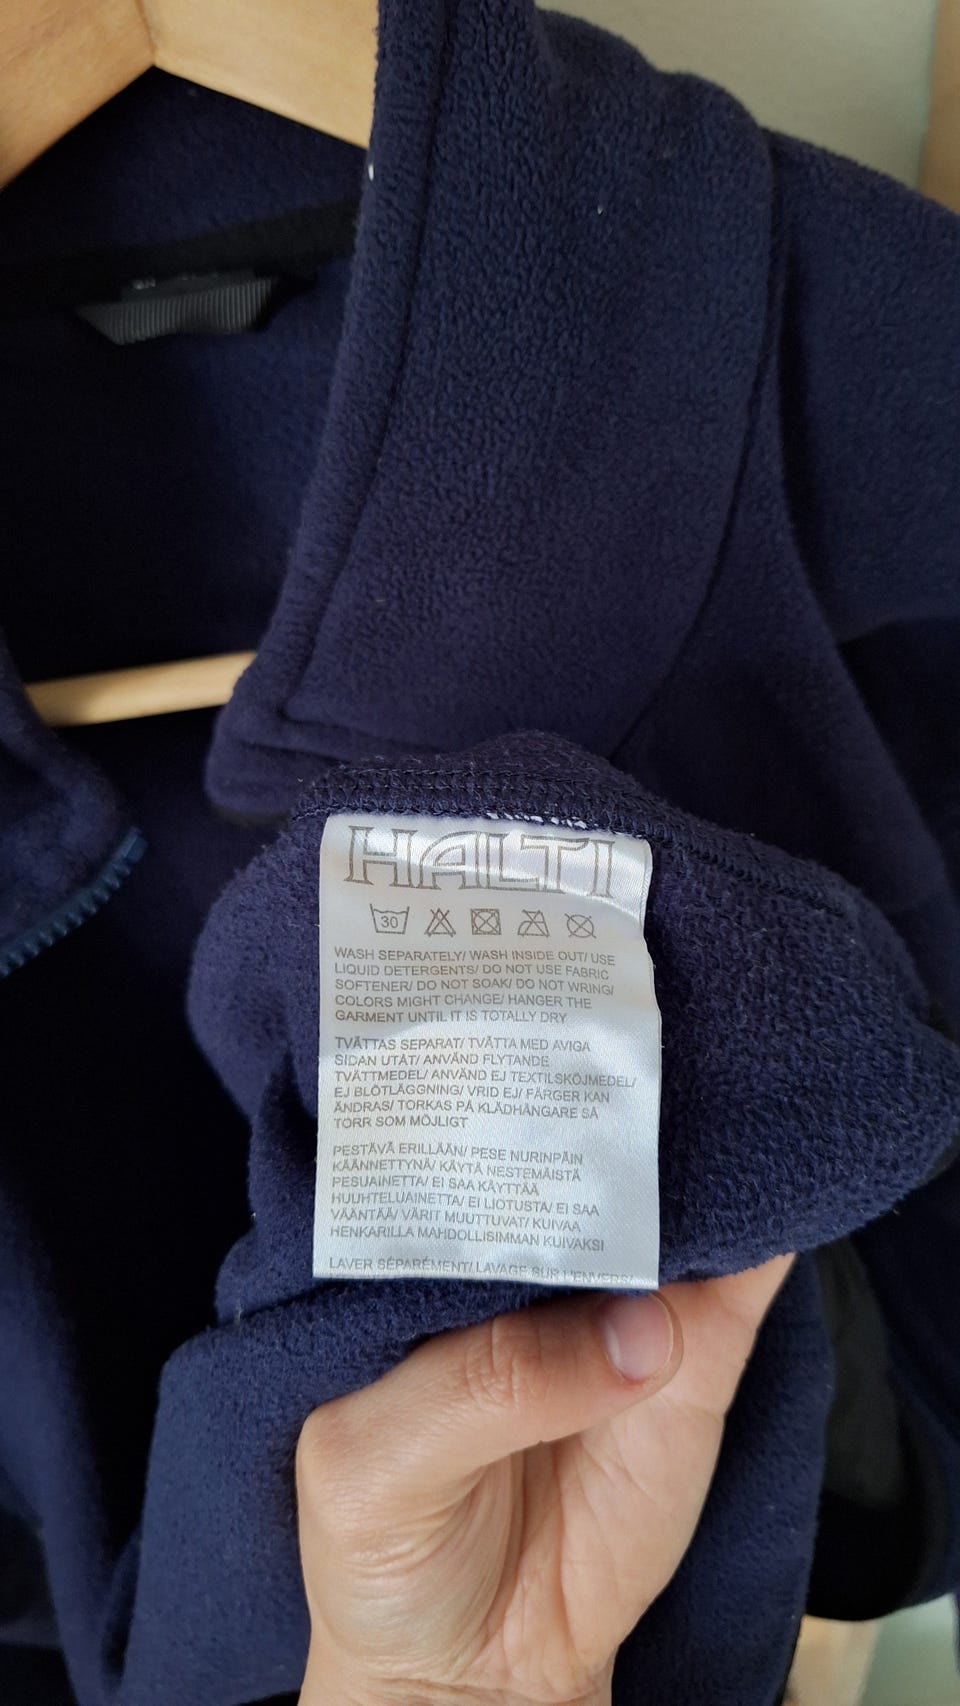 HALTI
30
WASH SEPARATELY/ WASH INSIDE OUT/ USE
LIQUID DETERGENTS/ DO NOT USE FABRIC
SOFTENER/ DO NOT SOAK/ DO NOT WRING/
COLORS MIGHT CHANGE/ HANGER THE
GARMENT UNTIL IT IS TOTALLY DRY
TVÄTTAS SEPARAT/ TVÄTTA MED AVIGA
SIDAN UTÅT/ ANVÄND FLYTANDE
TVÄTTMEDEL/ ANVÄND EJ TEXTILSKÖJMEDEL/
EJ BLÖTLÄGGNING/ VRID EJ/ FÄRGER KAN
ÄNDRAS/ TORKAS PÅ KLÄDHÄNGARE SÅ
TORR SOM MÖJLIGT
PESTÄVÄ ERILLÄÄN/ PESE NURINPÄIN
KÄÄNNETTYNÄ/ KÄYTÄ NESTEMÄISTÄ
PESUAINETTA/ EI SAA KÄYTTÄÄ
HUUHTELUAINETTA/ EI LIOTUSTA/ EI SAA
VÄÄNTÄÄ/ VÄRIT MUUTTUVAT/ KUIVAA
HENKARILLA MAHDOLLISIMMAN KUIVAKSI
LAVER SÉPARÉMENT/ LAVAGE SUR L'ENVERS/